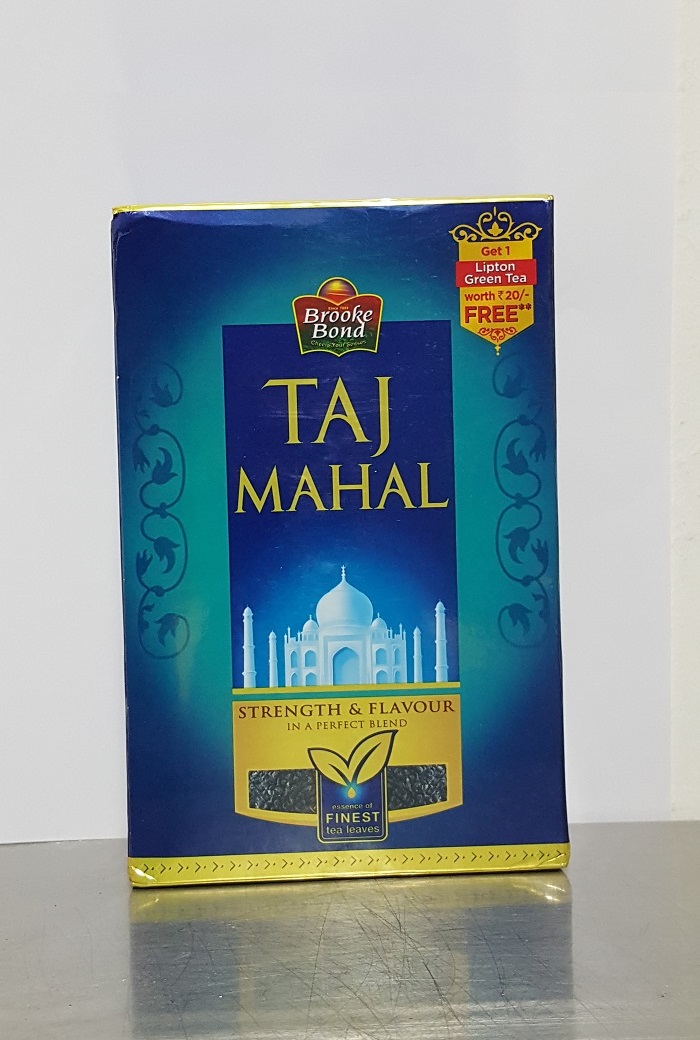 Get 1
Lipton
Green Tea
worth ₹ 20/-
FREE**
Brooke
Bond
TAJ
MAHAL
STRENGTH & FLAVOUR
IN A PERFECT BLEND
essence of
FINEST
tea leaves